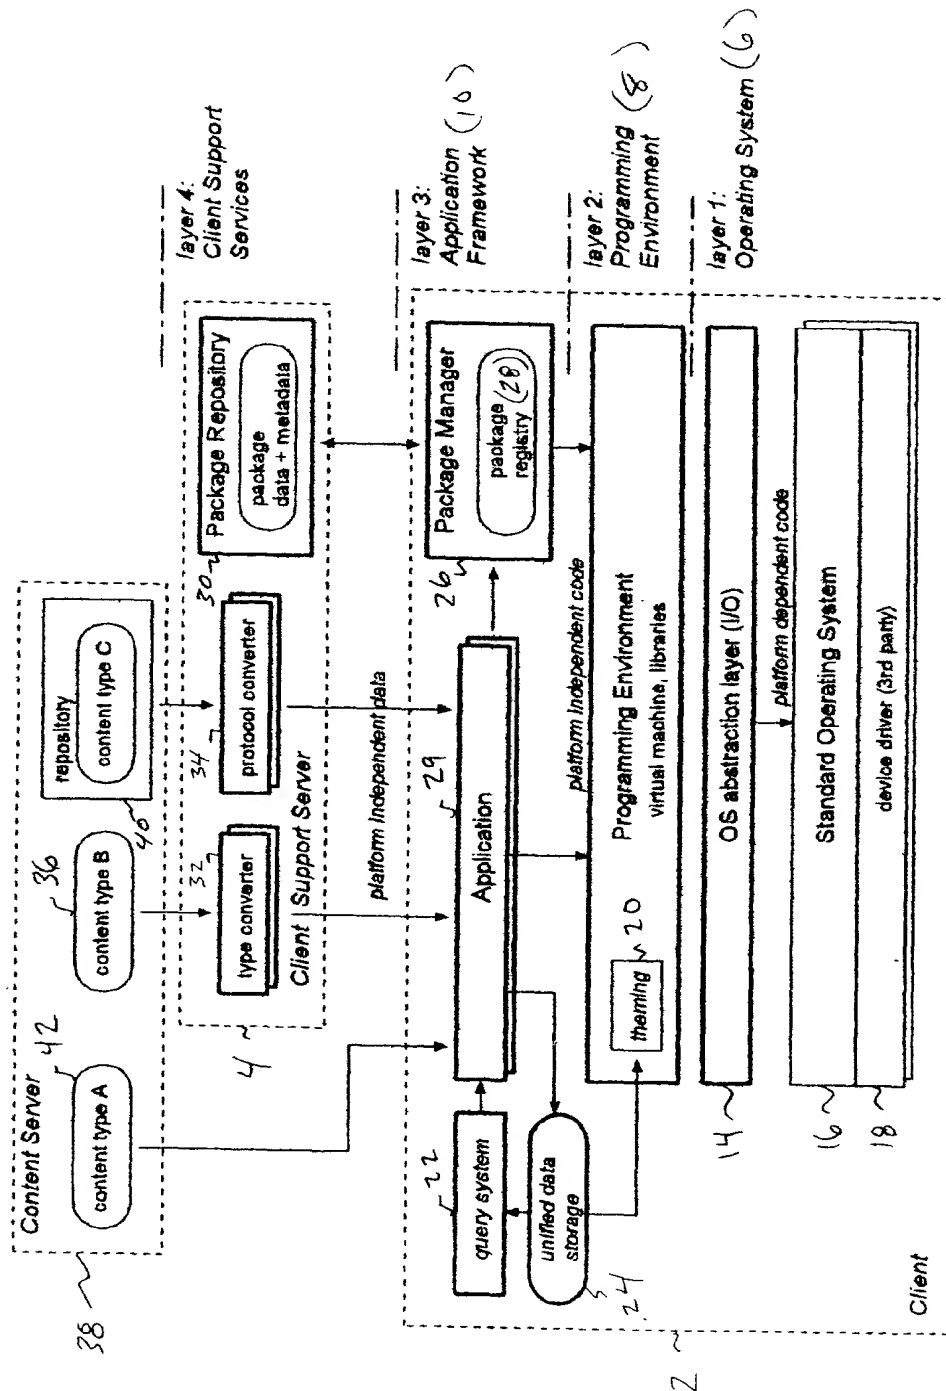 Content Server
38
content type A
42
content type B
36
repository
content type C
40
layer 4:
Client Support
Services
type converter
32
protocol converter
34
Package Repository
30
package
data + metadata
Client Support Server
4
platform independent data
layer 3:
Application (10)
Framework
query system
22
Application
29
Package Manager
26
package
registry (28)
unified data
storage
24
platform independent code
layer 2:
Programming (8)
Environment
theming
20
Programming Environment
virtual machine, libraries
layer 1:
Operating System (6)
OS abstraction layer (I/O)
14
platform dependent code
Standard Operating System
16
device driver (3rd party)
18
Client
2